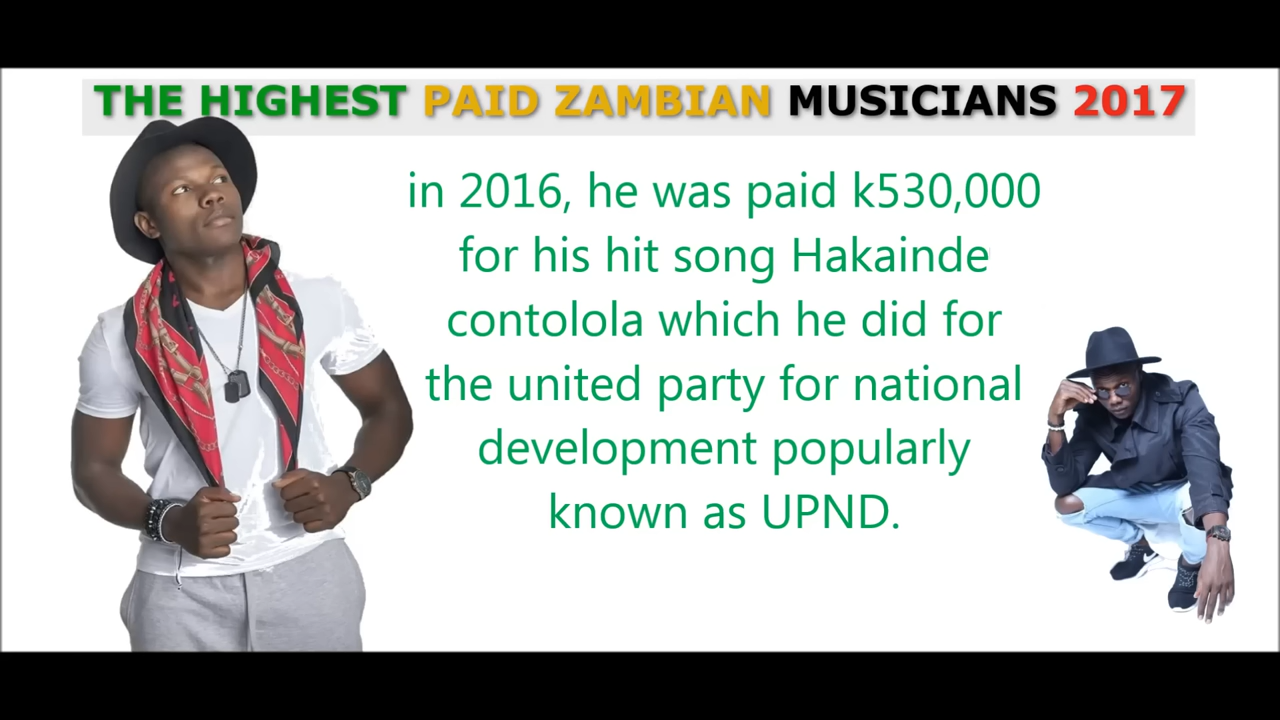 THE HIGHEST PAID ZAMBIAN MUSICIANS 2017
in 2016, he was paid k530,000
for his hit song Hakainde
contolola which he did for
the united party for national
development popularly
known as UPND.